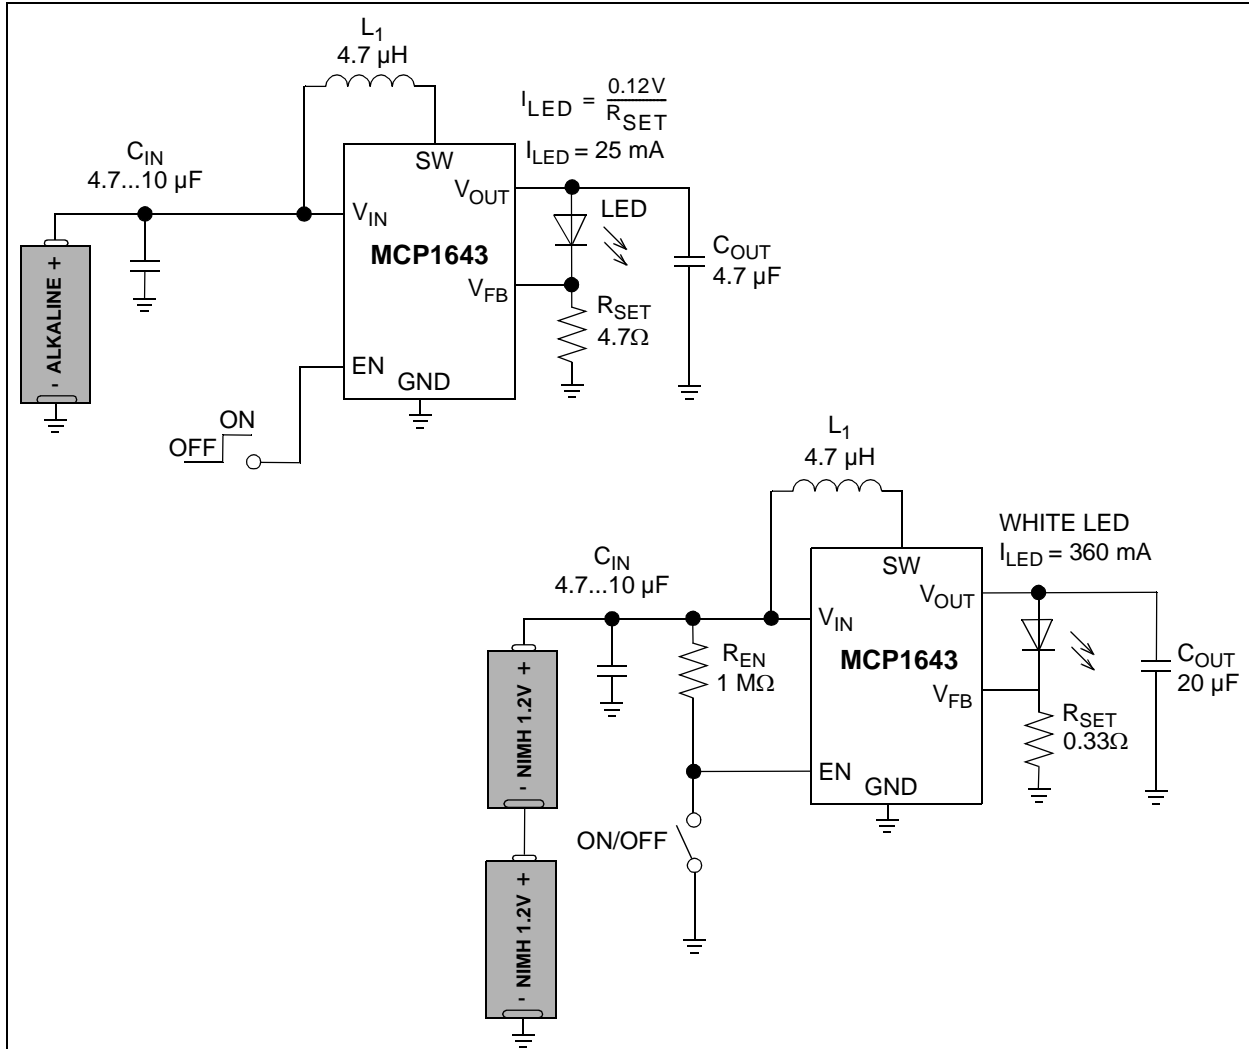 L1
4.7 µH
ILED = 0.12V
RSET
ILED = 25 mA
CIN
4.7...10 µF
SW
VOUT
VIN
LED
MCP1643
COUT
4.7 µF
VFB
RSET
4.7Ω
- ALKALINE +
EN
GND
ON
OFF
L1
4.7 µH
WHITE LED
ILED = 360 mA
CIN
4.7...10 µF
SW
VOUT
VIN
REN
1 MΩ
MCP1643
COUT
20 µF
VFB
RSET
0.33Ω
- NIMH 1.2V +
EN
GND
ON/OFF
- NIMH 1.2V +